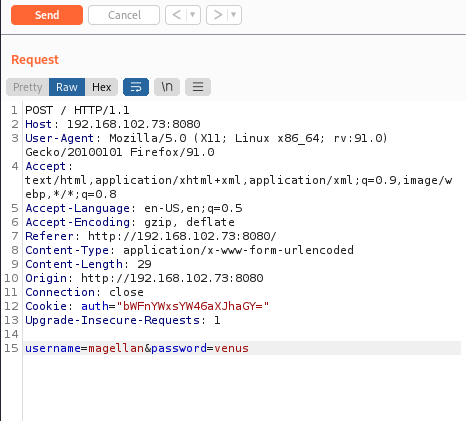 Send Cancel < ▾ > ▾
Request
Pretty Raw Hex \n
1 POST / HTTP/1.1
2 Host: 192.168.102.73:8080
3 User-Agent: Mozilla/5.0 (X11; Linux x86_64; rv:91.0)
Gecko/20100101 Firefox/91.0
4 Accept:
text/html,application/xhtml+xml,application/xml;q=0.9,image/w
ebp,*/*;q=0.8
5 Accept-Language: en-US,en;q=0.5
6 Accept-Encoding: gzip, deflate
7 Referer: http://192.168.102.73:8080/
8 Content-Type: application/x-www-form-urlencoded
9 Content-Length: 29
10 Origin: http://192.168.102.73:8080
11 Connection: close
12 Cookie: auth="bWFnZWxsYW46aXJhaGY="
13 Upgrade-Insecure-Requests: 1
14
15 username=magellan&password=venus